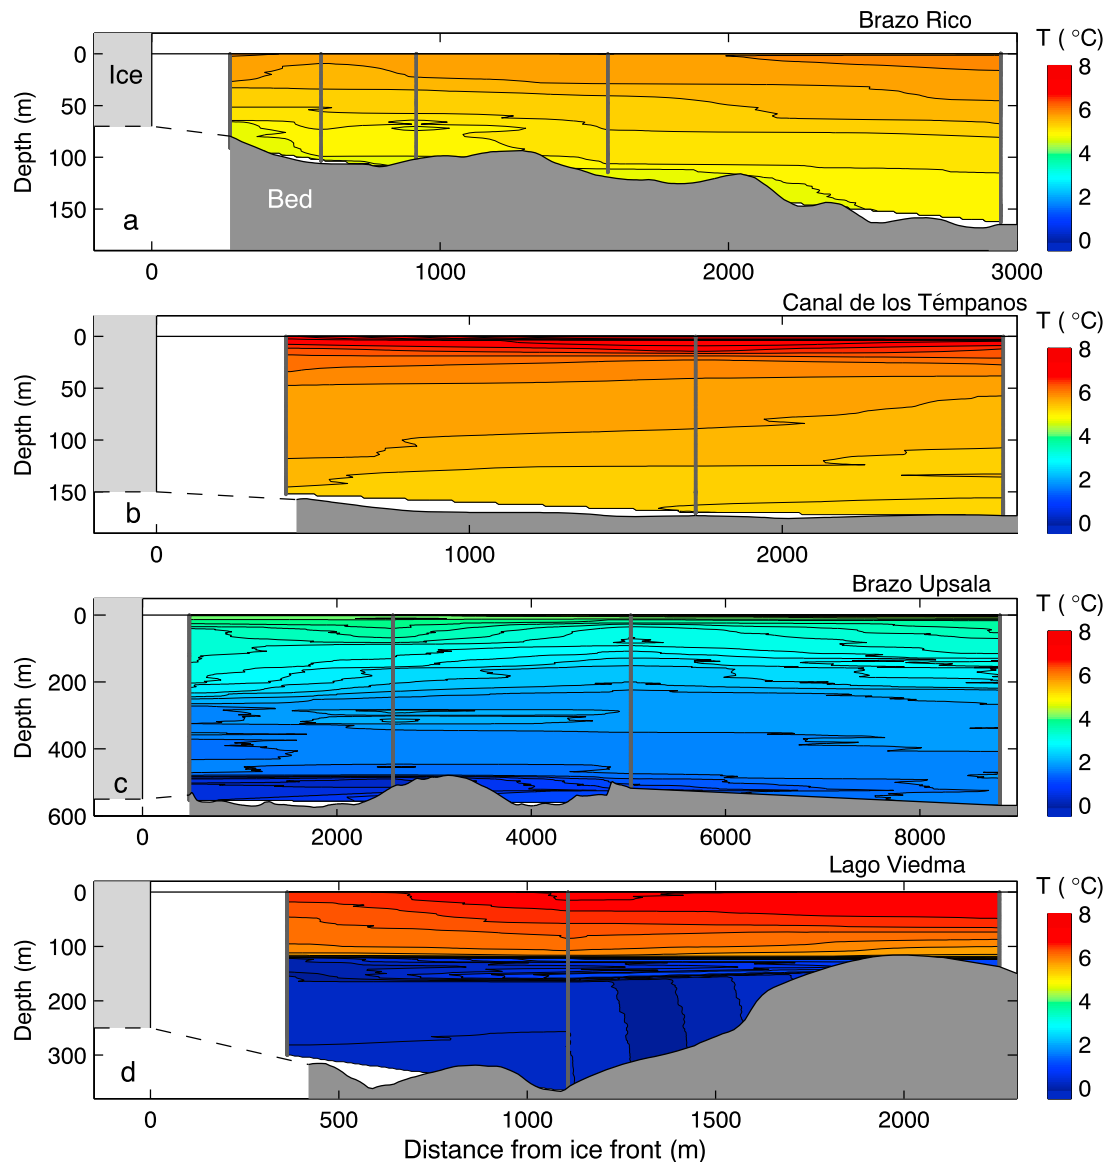 Brazo Rico
T ( °C)
Ice
Bed
a
Depth (m)
0
50
100
150
0
1000
2000
3000
8
6
4
2
0
Canal de los Témpanos
T ( °C)
b
Depth (m)
0
50
100
150
0
1000
2000
8
6
4
2
0
Brazo Upsala
T ( °C)
c
Depth (m)
0
200
400
600
0
2000
4000
6000
8000
8
6
4
2
0
Lago Viedma
T ( °C)
d
Depth (m)
0
100
200
300
0
500
1000
1500
2000
8
6
4
2
0
Distance from ice front (m)